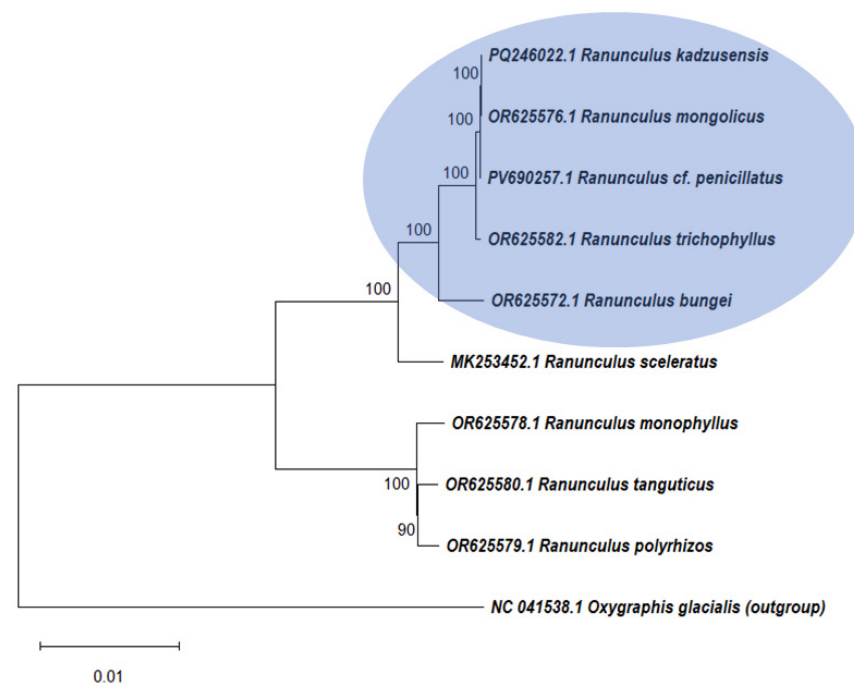 PQ246022.1 Ranunculus kadzusensis
100
OR625576.1 Ranunculus mongolicus
100
PV690257.1 Ranunculus cf. penicillatus
100
OR625582.1 Ranunculus trichophyllus
100
OR625572.1 Ranunculus bungei
100
MK253452.1 Ranunculus sceleratus
OR625578.1 Ranunculus monophyllus
100
OR625580.1 Ranunculus tanguticus
90
OR625579.1 Ranunculus polyrhizos
NC 041538.1 Oxygraphis glacialis (outgroup)
0.01